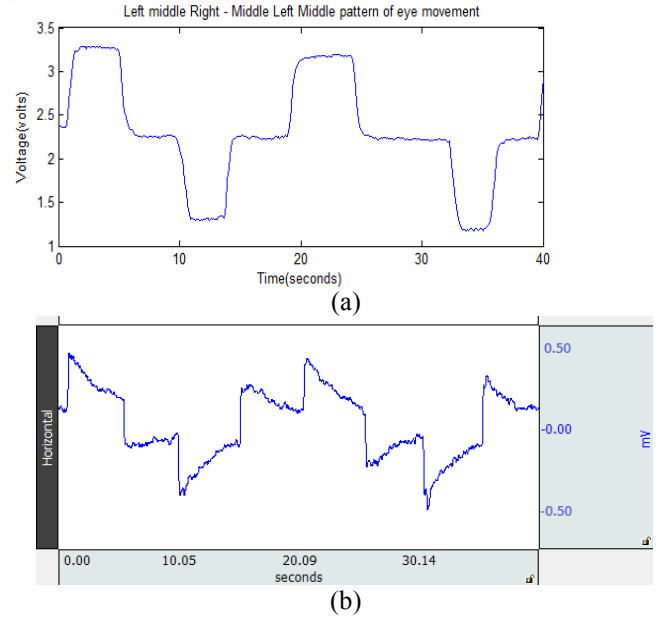 Left middle Right - Middle Left Middle pattern of eye movement
3.5
3
2.5
2
1.5
1
Voltage(volts)
0 10 20 30 40
Time(seconds)
(a)
Horizontal
0.50
-0.00
-0.50
mV
0.00 10.05 20.09 30.14
seconds
(b)